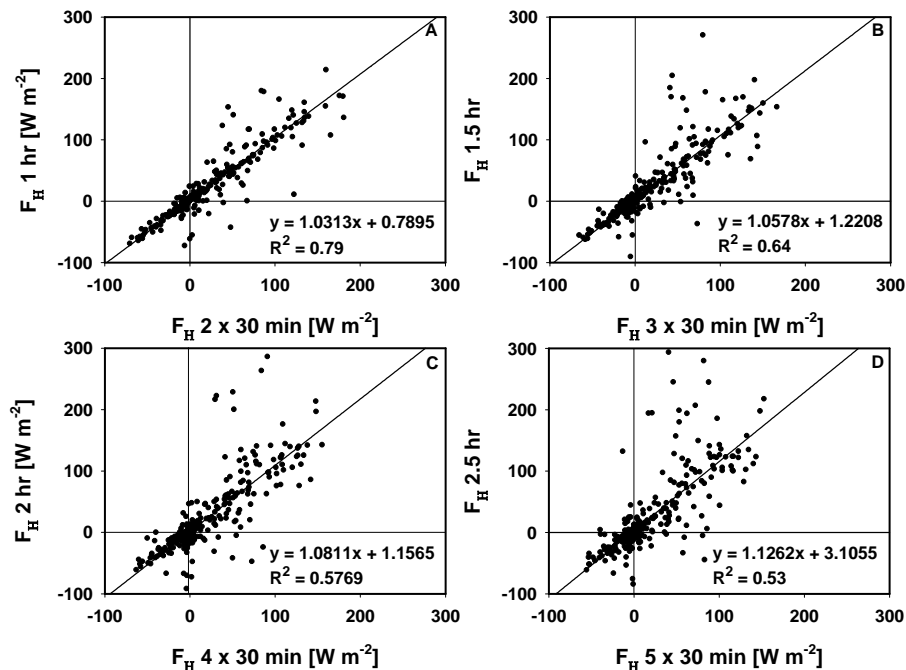 A
300
200
100
0
-100
-100 0 100 200 300
F_H 1 hr [W m^-2]
y = 1.0313x + 0.7895
R^2 = 0.79
F_H 2 x 30 min [W m^-2]
B
300
200
100
0
-100
-100 0 100 200 300
F_H 1.5 hr
y = 1.0578x + 1.2208
R^2 = 0.64
F_H 3 x 30 min [W m^-2]
C
300
200
100
0
-100
-100 0 100 200 300
F_H 2 hr [W m^-2]
y = 1.0811x + 1.1565
R^2 = 0.5769
F_H 4 x 30 min [W m^-2]
D
300
200
100
0
-100
-100 0 100 200 300
F_H 2.5 hr
y = 1.1262x + 3.1055
R^2 = 0.53
F_H 5 x 30 min [W m^-2]